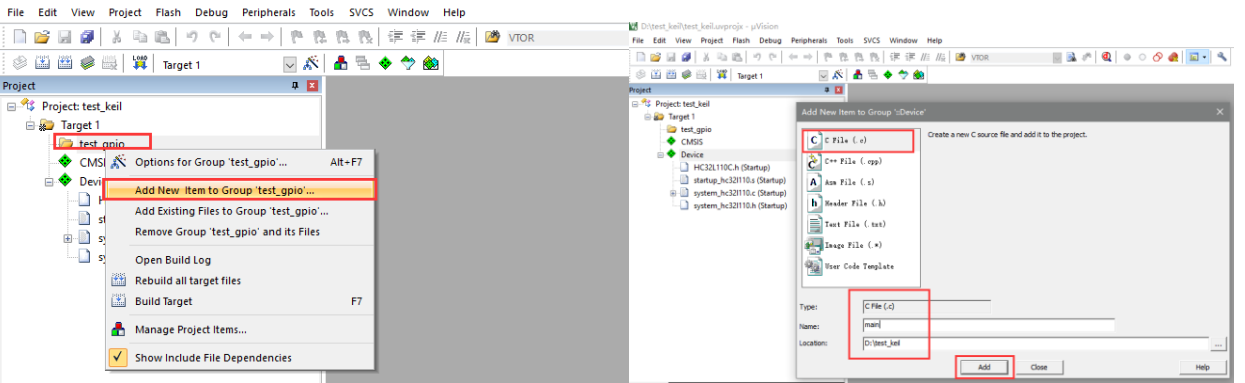 File Edit View Project Flash Debug Peripherals Tools SVCS Window Help
VTOR
LOAD
Target 1
Project
Project: test_keil
Target 1
test_gpio
CMSI
Devi
Options for Group 'test_gpio'... Alt+F7
Add New Item to Group 'test_gpio'...
Add Existing Files to Group 'test_gpio'...
Remove Group 'test_gpio' and its Files
Open Build Log
Rebuild all target files
Build Target F7
Manage Project Items...
Show Include File Dependencies
D:\test_keil\test_keil.uvprojx - µVision
File Edit View Project Flash Debug Peripherals Tools SVCS Window Help
VTOR
LOAD
Target 1
Project
Project: test_keil
Target 1
test_gpio
CMSIS
Device
HC32L110C.h (Startup)
startup_hc32l110.s (Startup)
system_hc32l110.c (Startup)
system_hc32l110.h (Startup)
Add New Item to Group '::Device'
C File (.c)
C++ File (.cpp)
Asm File (.s)
Header File (.h)
Text File (.txt)
Image File (.*)
User Code Template
Create a new C source file and add it to the project.
Type: C File (.c)
Name: main
Location: D:\test_keil
...
Add Close Help